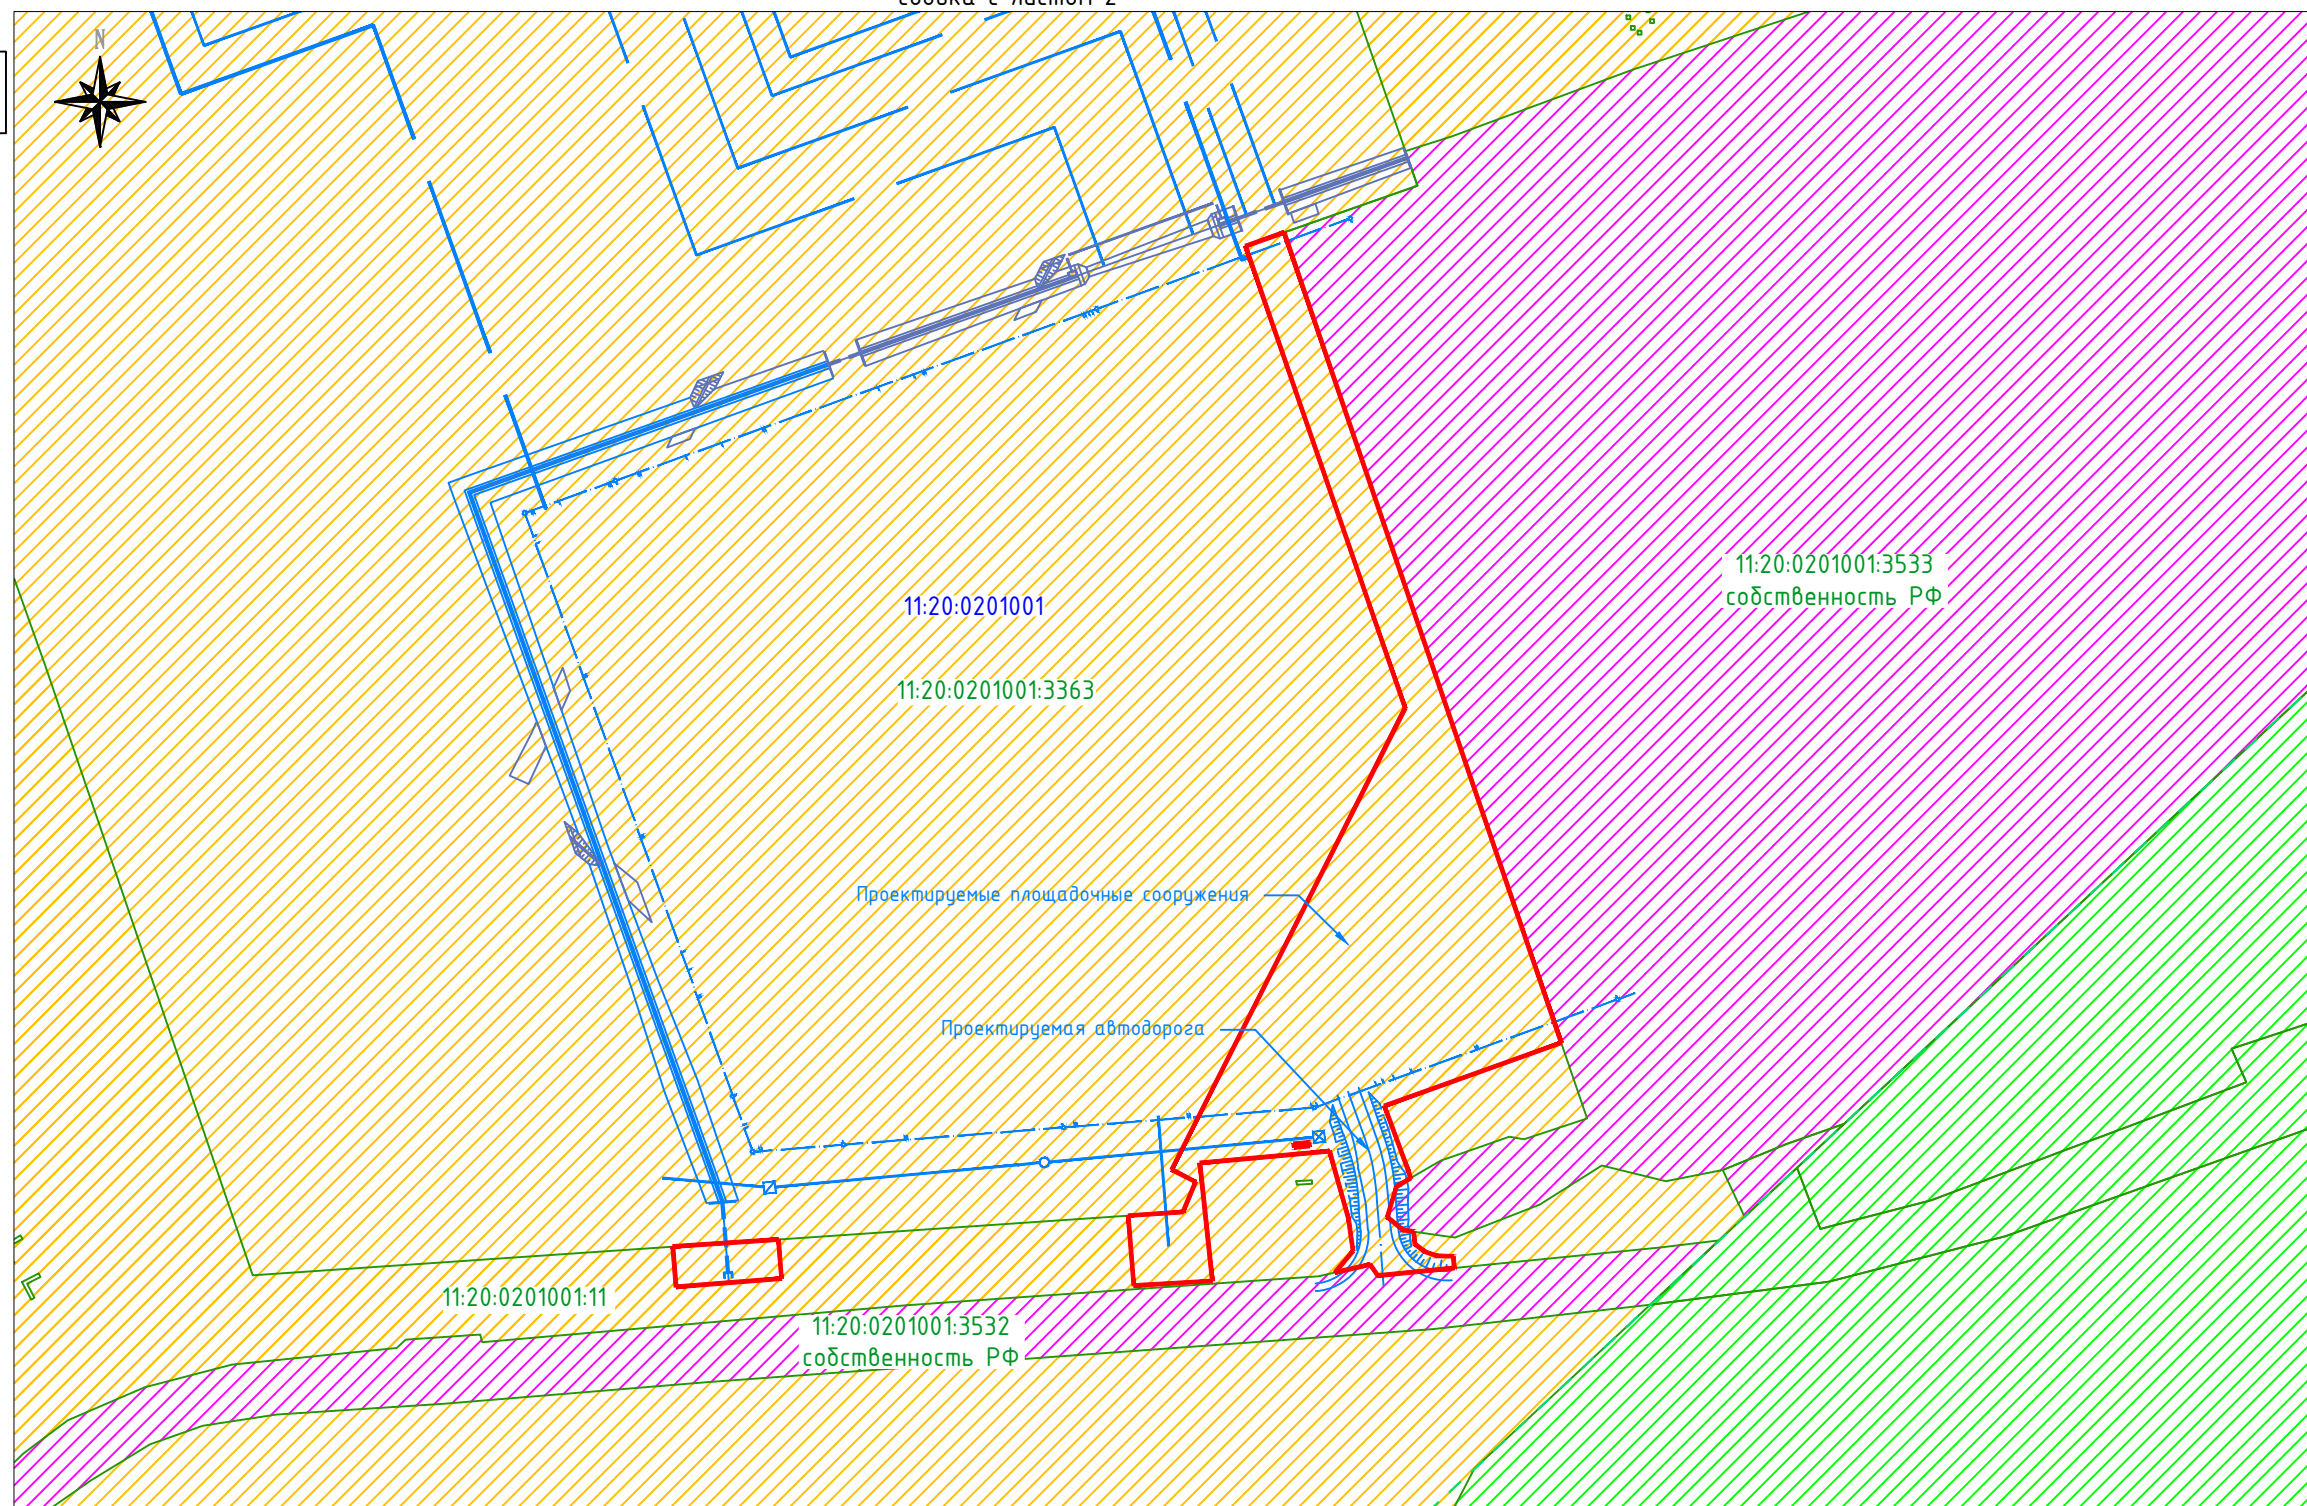 N
11:20:0201001:3533
собственность РФ
11:20:0201001
11:20:0201001:3363
Проектируемые площадочные сооружения
Проектируемая автодорога
11:20:0201001:11
11:20:0201001:3532
собственность РФ